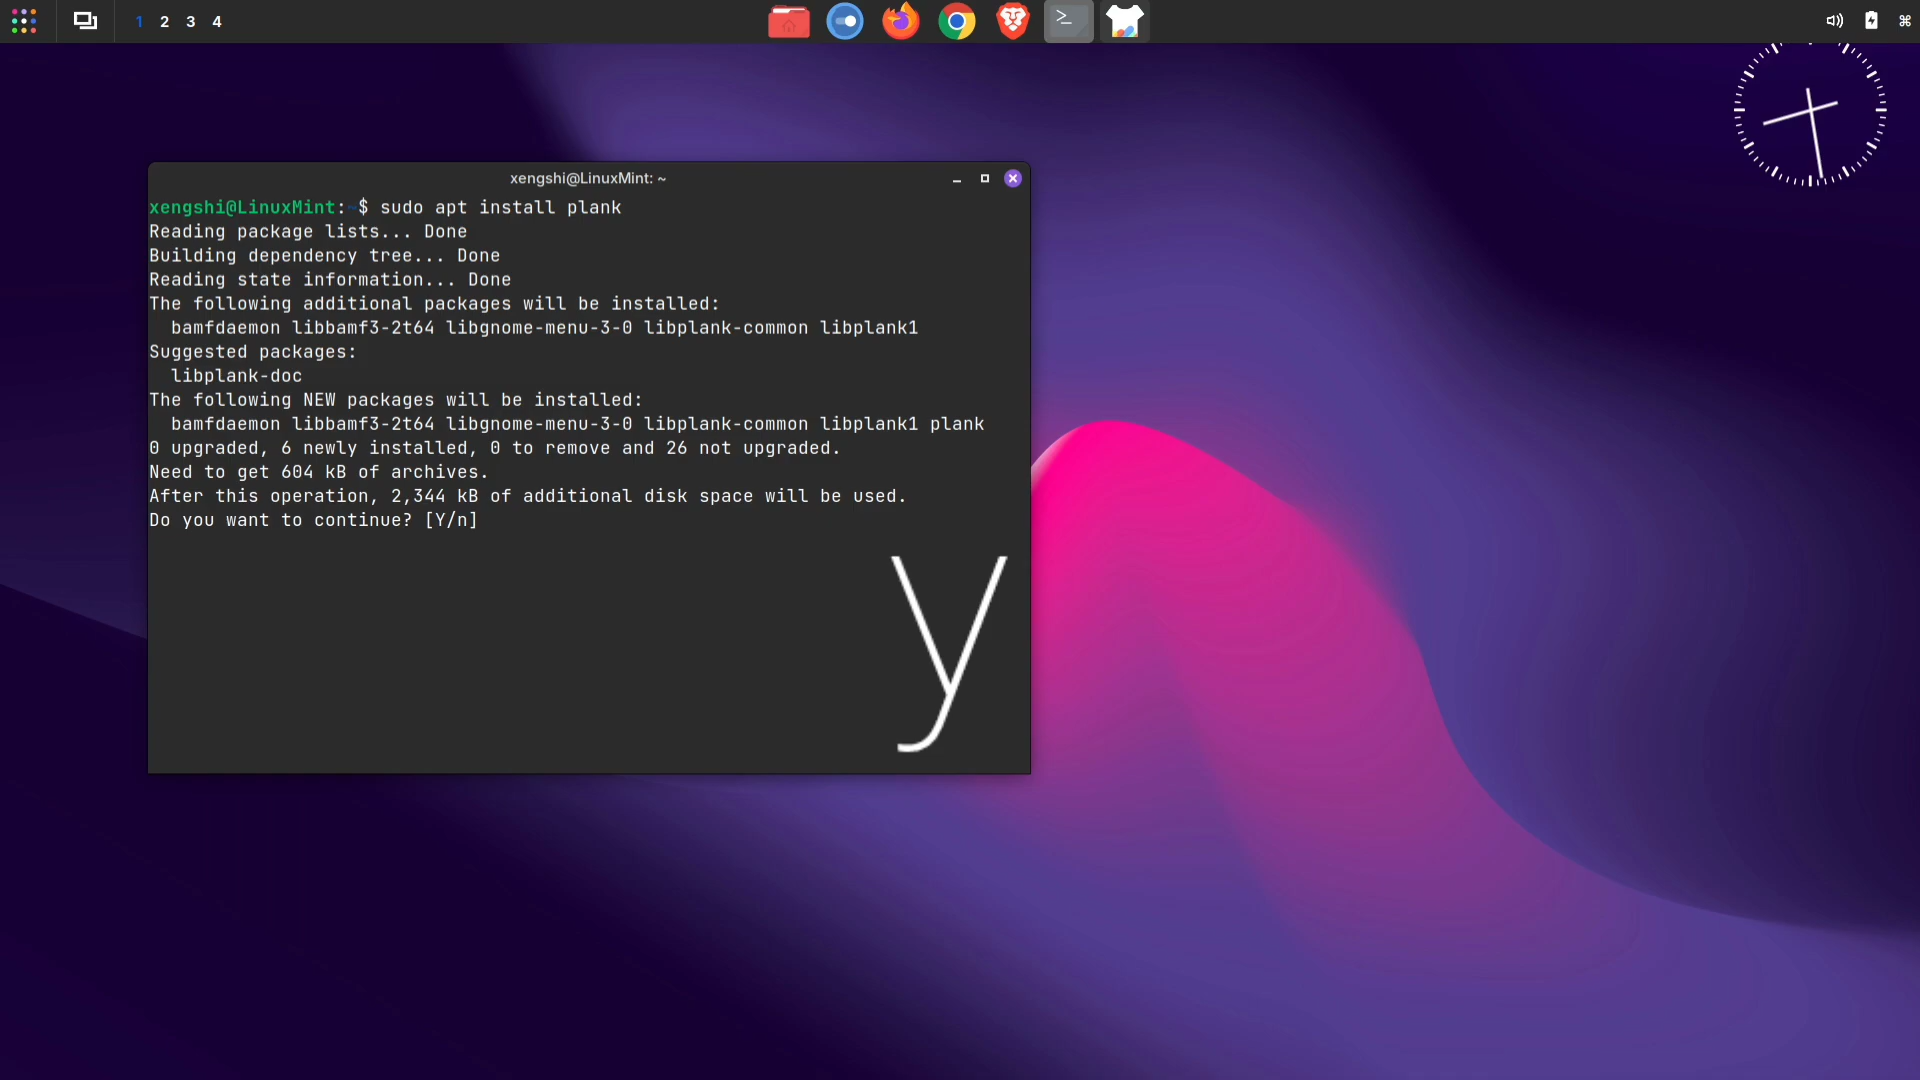 1 2 3 4
xengshi@LinuxMint: ~
xengshi@LinuxMint:~$ sudo apt install plank
Reading package lists... Done
Building dependency tree... Done
Reading state information... Done
The following additional packages will be installed:
bamfdaemon libbamf3-2t64 libgnome-menu-3-0 libplank-common libplank1
Suggested packages:
libplank-doc
The following NEW packages will be installed:
bamfdaemon libbamf3-2t64 libgnome-menu-3-0 libplank-common libplank1 plank
0 upgraded, 6 newly installed, 0 to remove and 26 not upgraded.
Need to get 604 kB of archives.
After this operation, 2,344 kB of additional disk space will be used.
Do you want to continue? [Y/n]
y